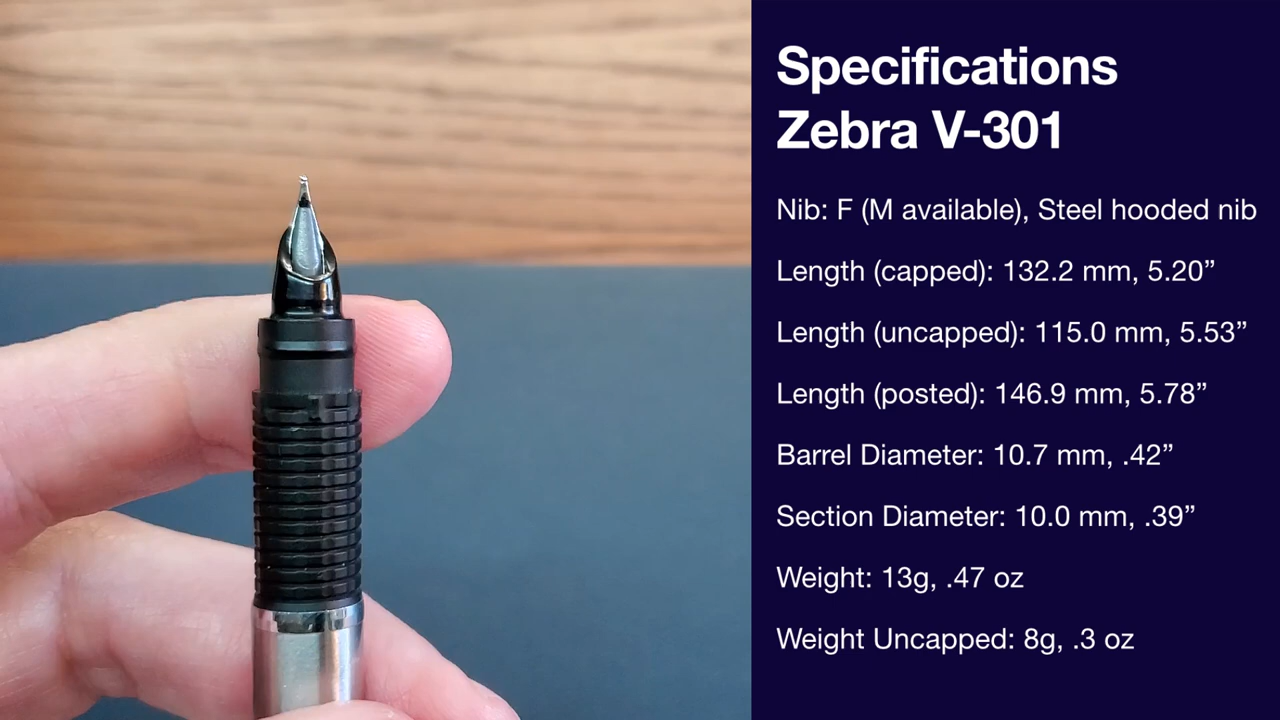 Specifications
Zebra V-301
Nib: F (M available), Steel hooded nib
Length (capped): 132.2 mm, 5.20”
Length (uncapped): 115.0 mm, 5.53”
Length (posted): 146.9 mm, 5.78”
Barrel Diameter: 10.7 mm, .42”
Section Diameter: 10.0 mm, .39”
Weight: 13g, .47 oz
Weight Uncapped: 8g, .3 oz